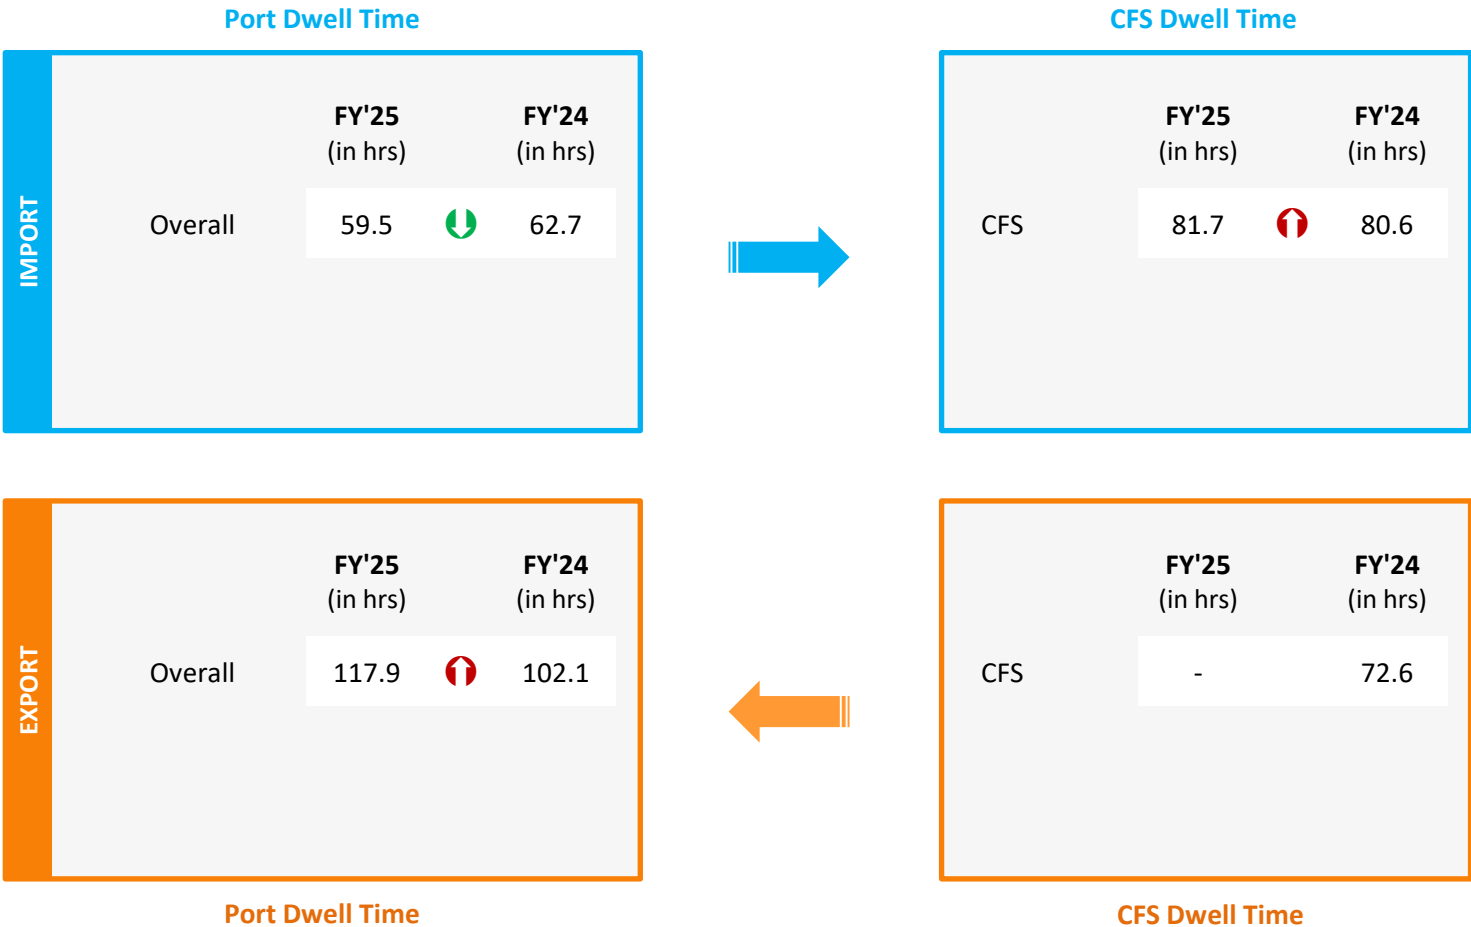 Port Dwell Time
CFS Dwell Time
IMPORT
FY'25 FY'24
(in hrs) (in hrs)
Overall 59.5 62.7
FY'25 FY'24
(in hrs) (in hrs)
CFS 81.7 80.6
EXPORT
FY'25 FY'24
(in hrs) (in hrs)
Overall 117.9 102.1
FY'25 FY'24
(in hrs) (in hrs)
CFS - 72.6
Port Dwell Time
CFS Dwell Time